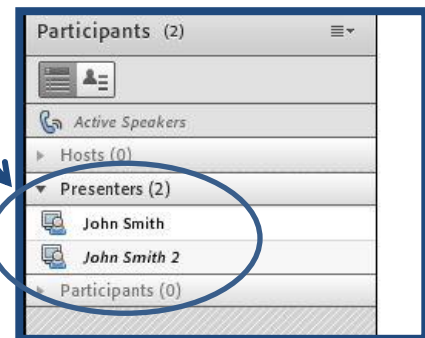 Participants (2)
Active Speakers
Hosts (0)
Presenters (2)
John Smith
John Smith 2
Participants (0)